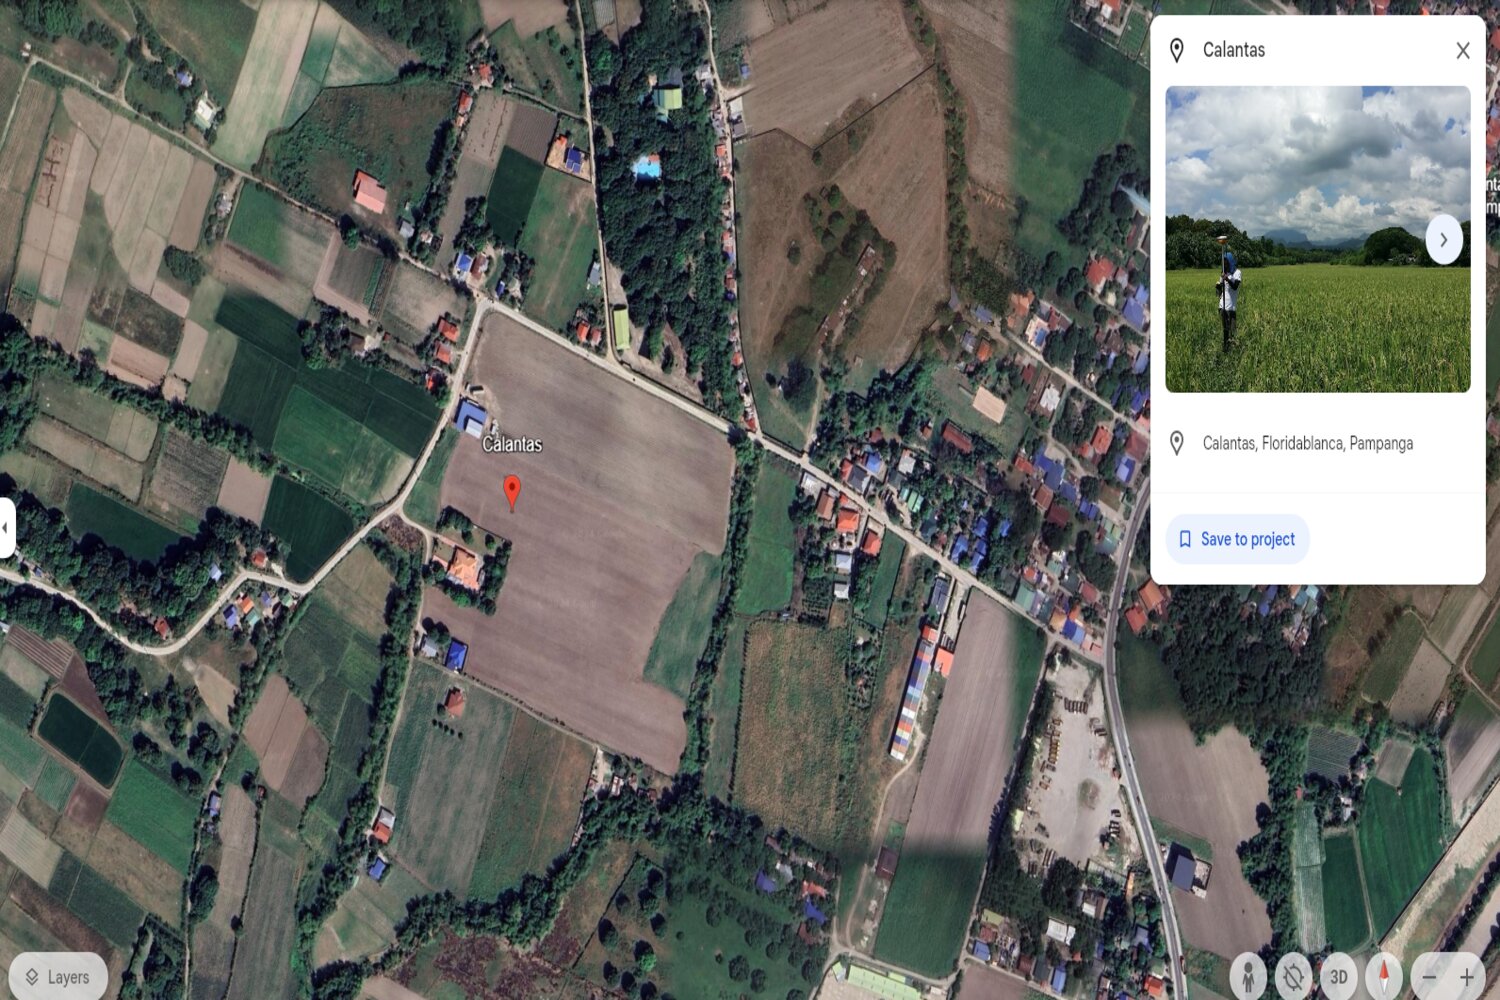 Calantas
Calantas
Calantas, Floridablanca, Pampanga
Save to project
Layers
3D